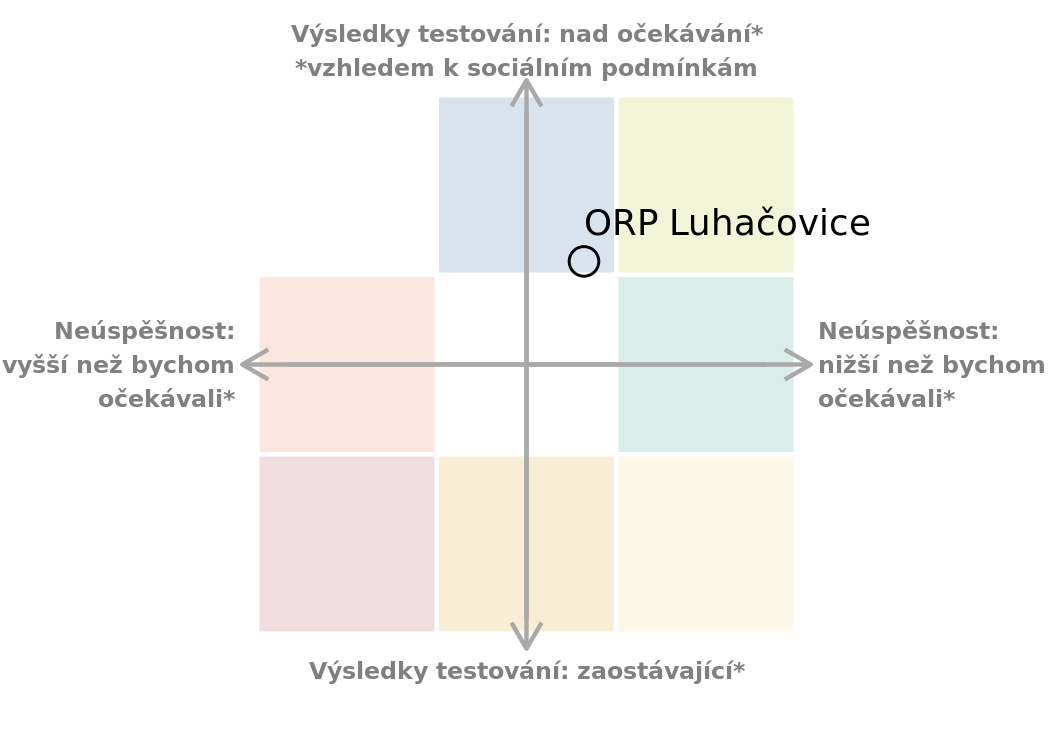 Výsledky testování: nad očekávání*
*vzhledem k sociálním podmínkám
ORP Luhačovice
Neúspěšnost:
vyšší než bychom
očekávali*
Neúspěšnost:
nižší než bychom
očekávali*
Výsledky testování: zaostávající*